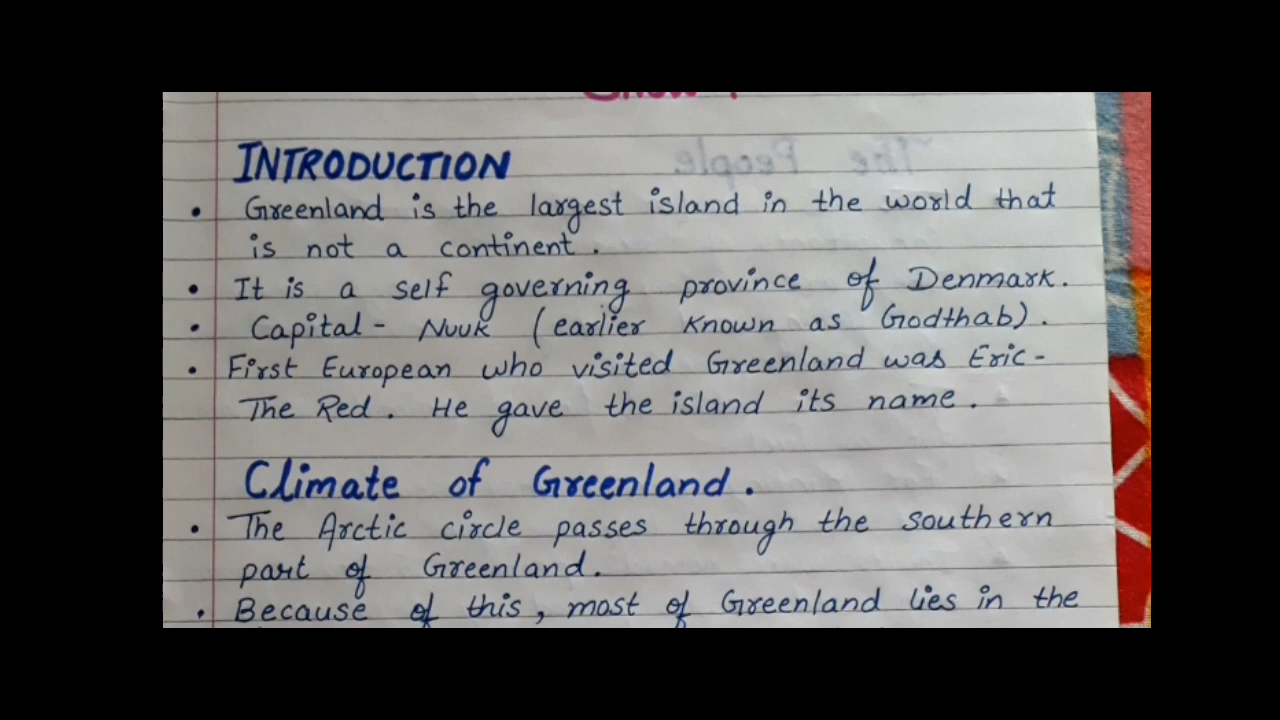 INTRODUCTION
• Greenland is the largest island in the world that
is not a continent.
• It is a self governing province of Denmark.
• Capital - Nuuk (earlier known as Godthab).
• First European who visited Greenland was Eric-
The Red. He gave the island its name.
Climate of Greenland.
• The Arctic circle passes through the southern
part of Greenland.
• Because of this, most of Greenland lies in the